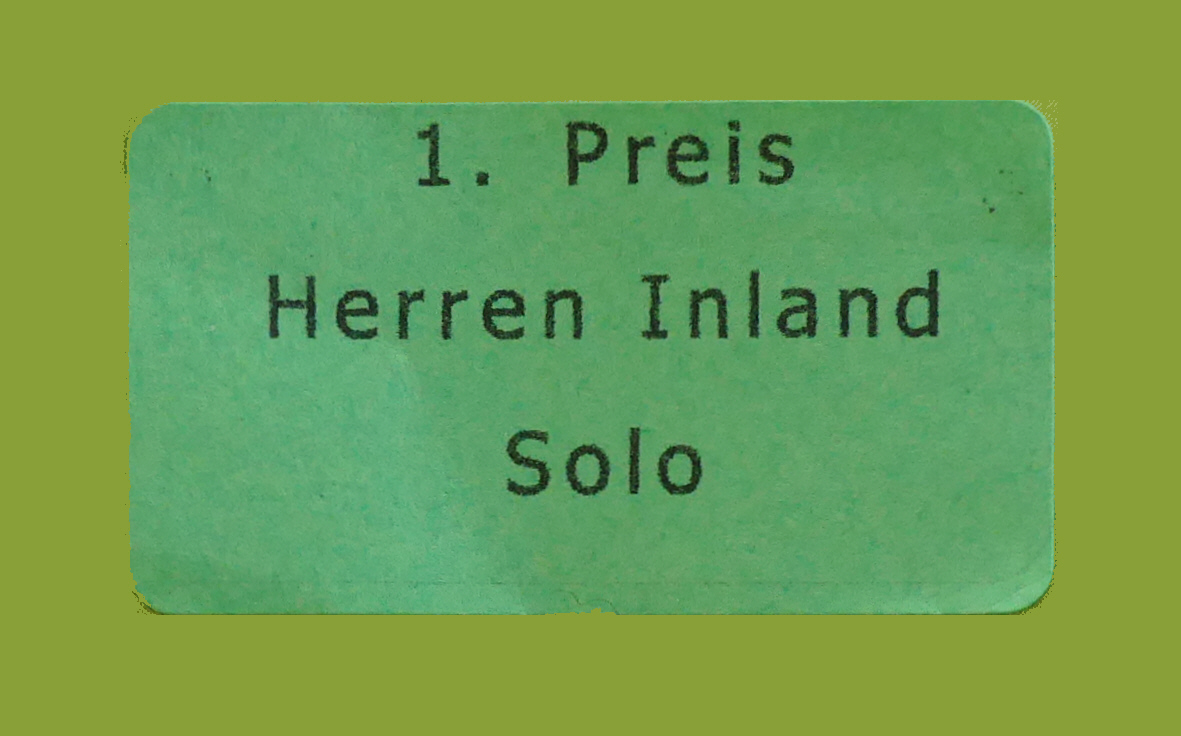 1. Preis
Herren Inland
Solo